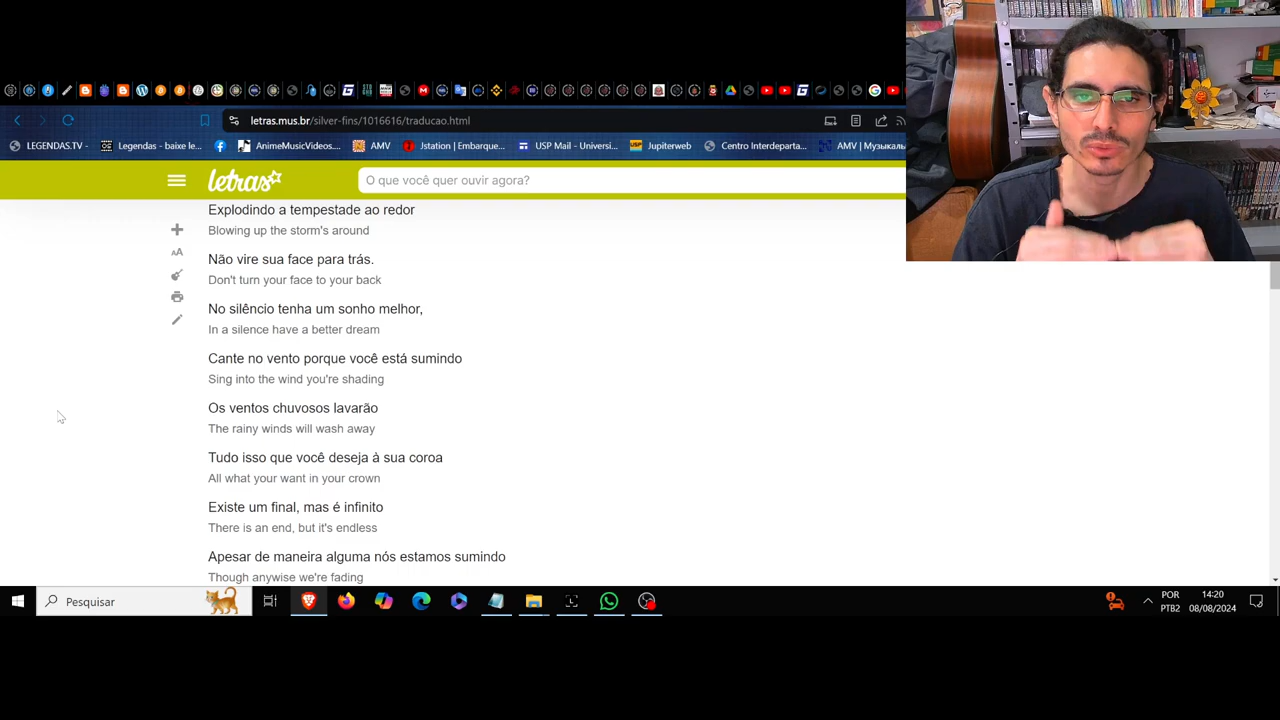 letras.mus.br/silver-fins/1016616/traducao.html
LEGENDAS.TV -
Legendas - baixe le...
AnimeMusicVideos....
AMV
Jstation | Embarque...
USP Mail - Universi...
Jupiterweb
Centro Interdeparta...
AMV | Музыкаль
letras
O que você quer ouvir agora?
Explodindo a tempestade ao redor
Blowing up the storm's around
Não vire sua face para trás.
Don't turn your face to your back
No silêncio tenha um sonho melhor,
In a silence have a better dream
Cante no vento porque você está sumindo
Sing into the wind you're shading
Os ventos chuvosos lavarão
The rainy winds will wash away
Tudo isso que você deseja à sua coroa
All what your want in your crown
Existe um final, mas é infinito
There is an end, but it's endless
Apesar de maneira alguma nós estamos sumindo
Though anywise we're fading
Pesquisar
POR
PTB2
14:20
08/08/2024